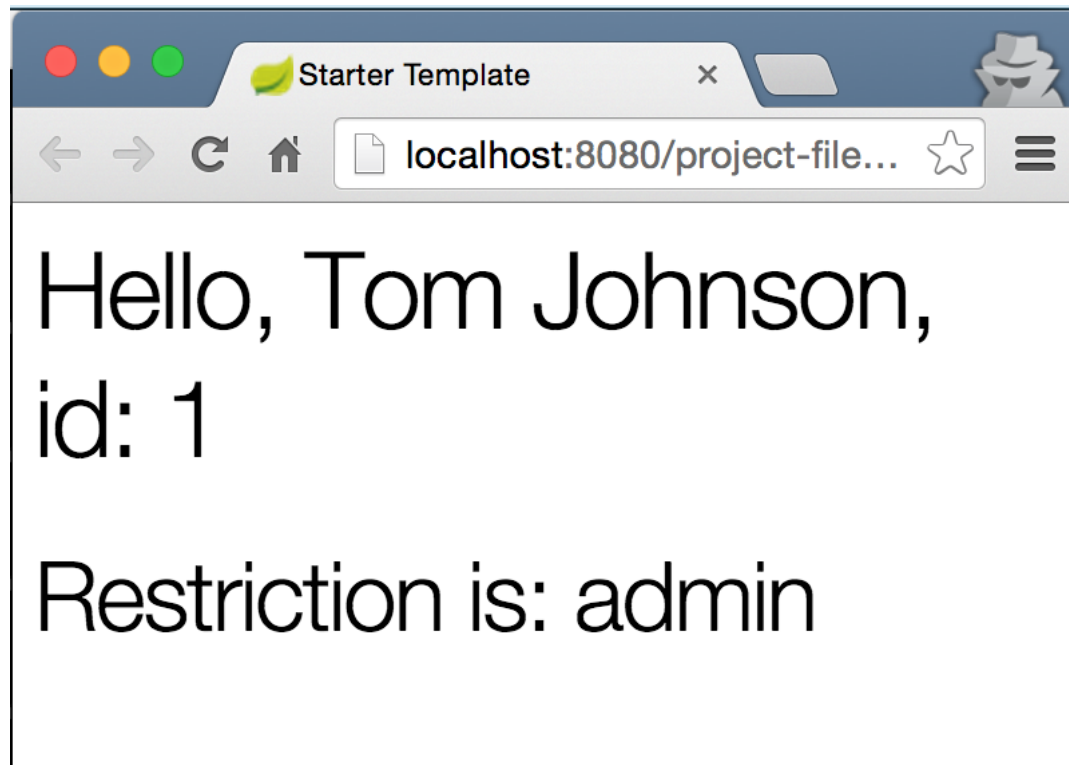 Starter Template
localhost:8080/project-file...
Hello, Tom Johnson,
id: 1
Restriction is: admin